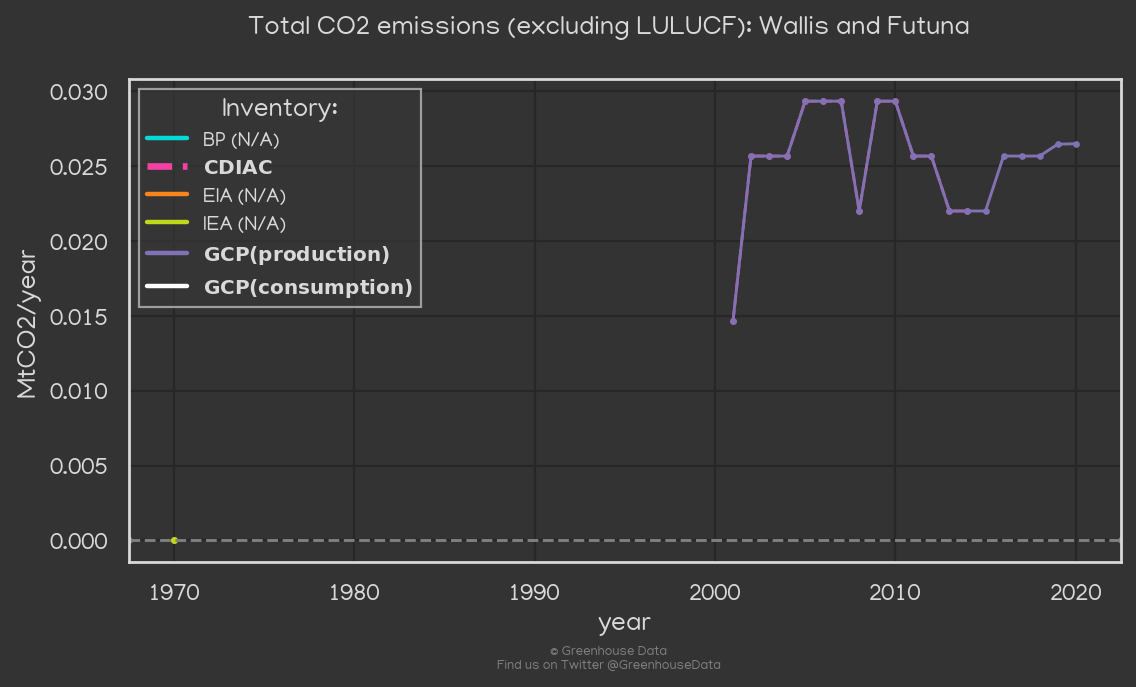 Total CO2 emissions (excluding LULUCF): Wallis and Futuna
0.030
0.025
0.020
0.015
0.010
0.005
0.000
MtCO2/year
Inventory:
BP (N/A)
CDIAC
EIA (N/A)
IEA (N/A)
GCP(production)
GCP(consumption)
1970 1980 1990 2000 2010 2020
year
© Greenhouse Data
Find us on Twitter @GreenhouseData